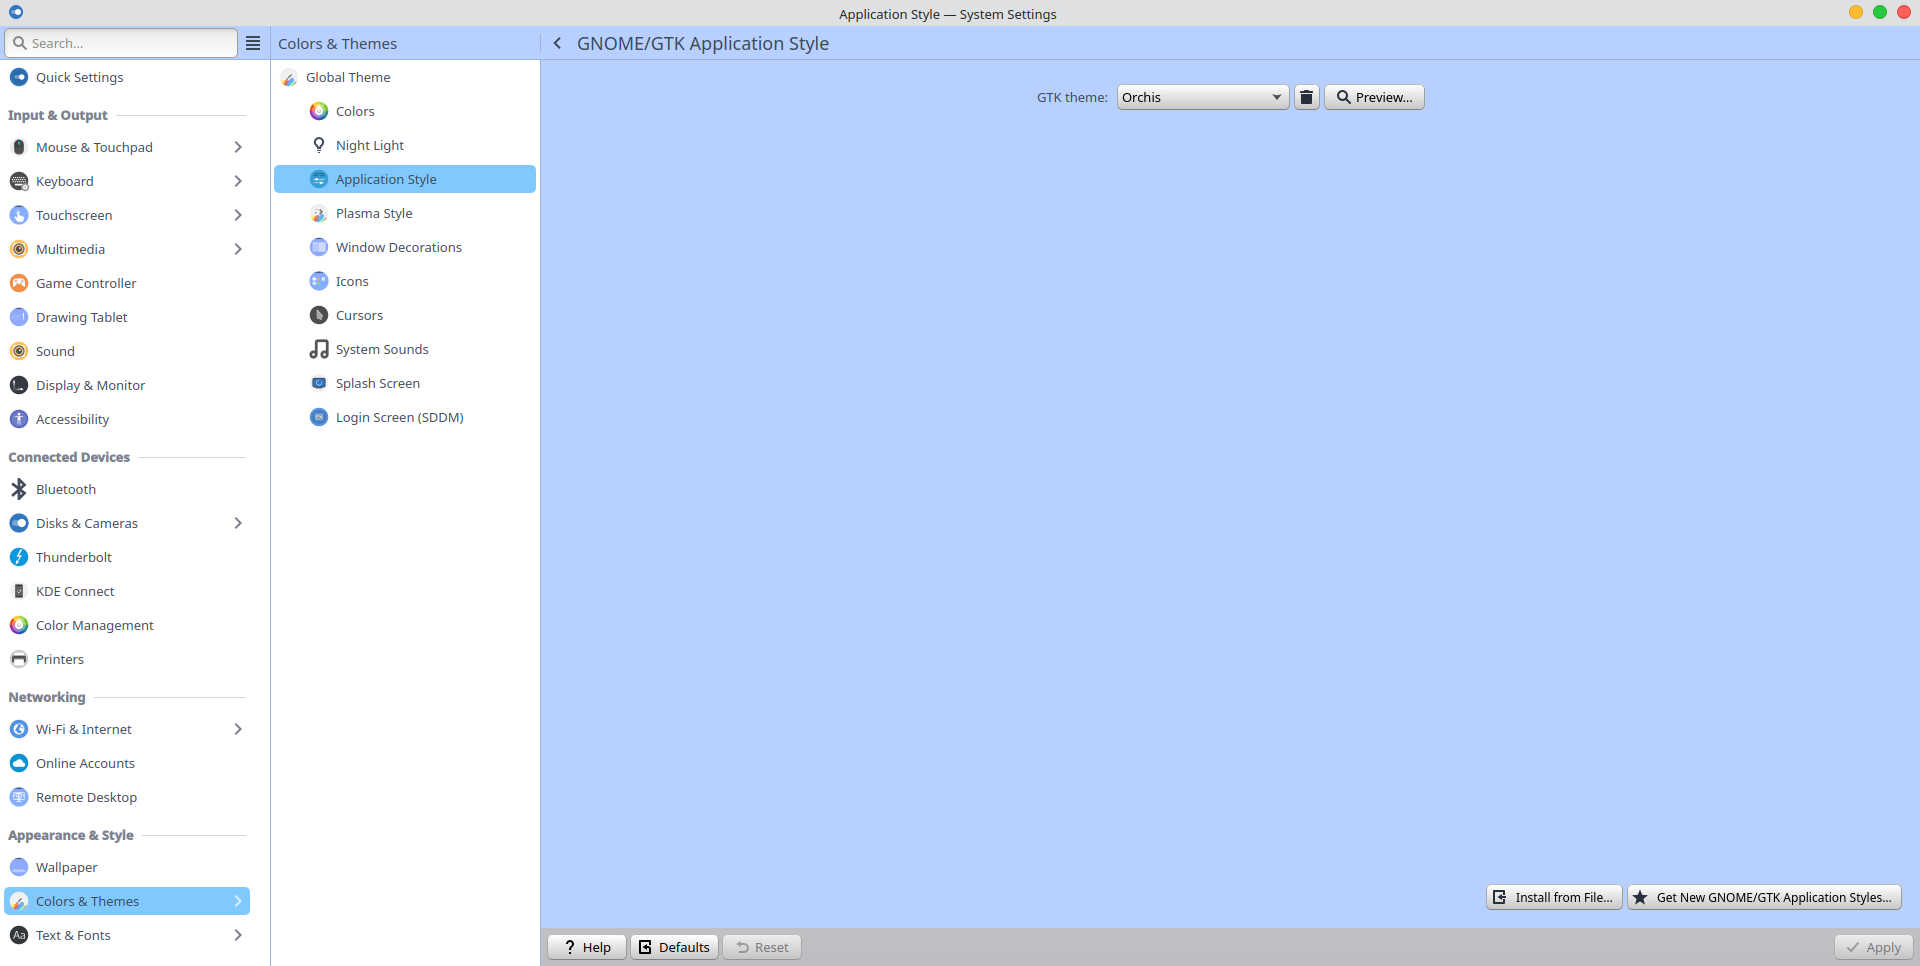 Application Style — System Settings
Search...
Colors & Themes
GNOME/GTK Application Style
Quick Settings
Input & Output
Mouse & Touchpad
Keyboard
Touchscreen
Multimedia
Game Controller
Drawing Tablet
Sound
Display & Monitor
Accessibility
Connected Devices
Bluetooth
Disks & Cameras
Thunderbolt
KDE Connect
Color Management
Printers
Networking
Wi-Fi & Internet
Online Accounts
Remote Desktop
Appearance & Style
Wallpaper
Colors & Themes
Aa Text & Fonts
Global Theme
Colors
Night Light
Application Style
Plasma Style
Window Decorations
Icons
Cursors
System Sounds
Splash Screen
Login Screen (SDDM)
GTK theme: Orchis Preview...
Install from File... Get New GNOME/GTK Application Styles...
? Help Defaults Reset Apply